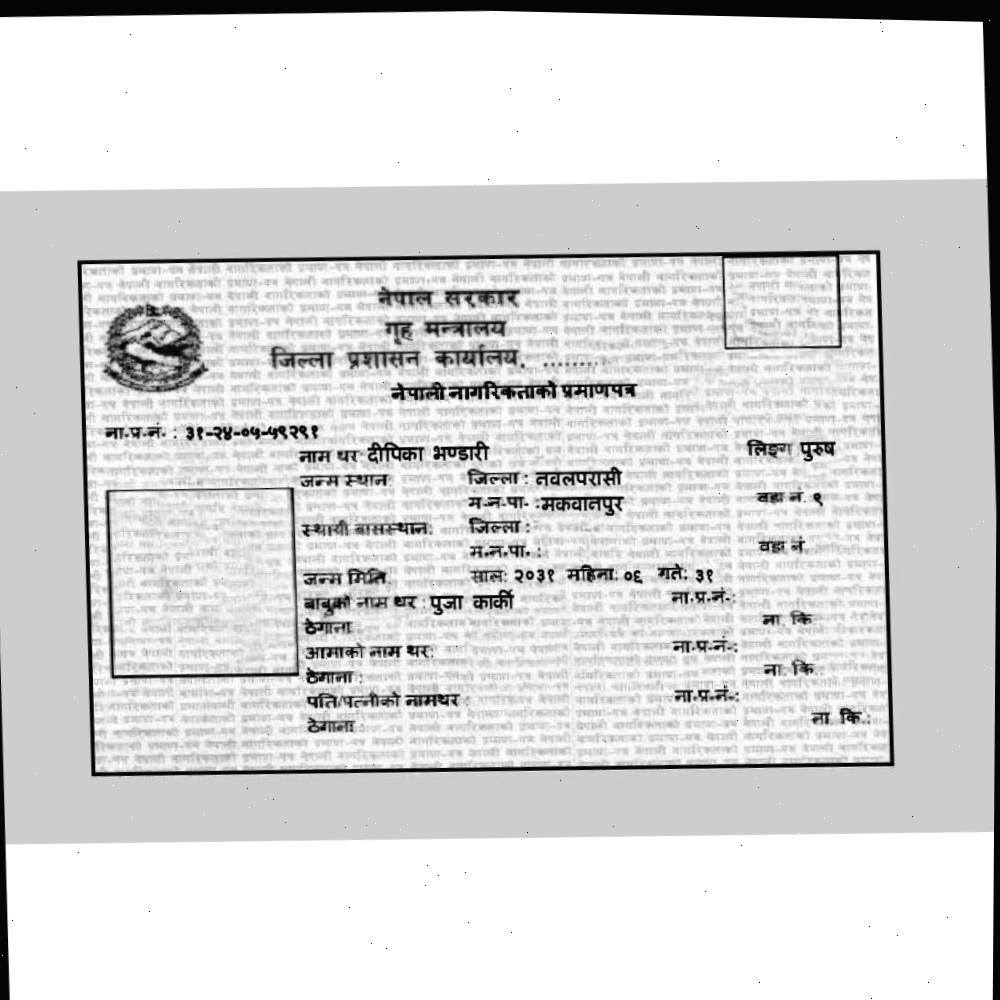 नेपाल सरकार
गृह मन्त्रालय
जिल्ला प्रशासन कार्यालय, ..........
नेपाली नागरिकताको प्रमाणपत्र
ना.प्र.नं. : ३१-२४-०५-५९२९१
नाम थर: दीपिका भण्डारी लिङ्ग पुरुष
जन्म स्थान: जिल्ला : नवलपरासी
म.न.पा. : मकवानपुर वडा नं. ९
स्थायी बासस्थान: जिल्ला :
म.न.पा. : वडा नं.
जन्म मिति: साल: २०३१ महिना: ०६ गते: ३१
बाबुको नाम थर : पुजा कार्की ना.प्र.नं.:
ठेगाना : ना. कि.:
आमाको नाम थर: ना.प्र.नं.:
ठेगाना : ना. कि.:
पति/पत्नीको नामथर : ना.प्र.नं.:
ठेगाना : ना. कि.: